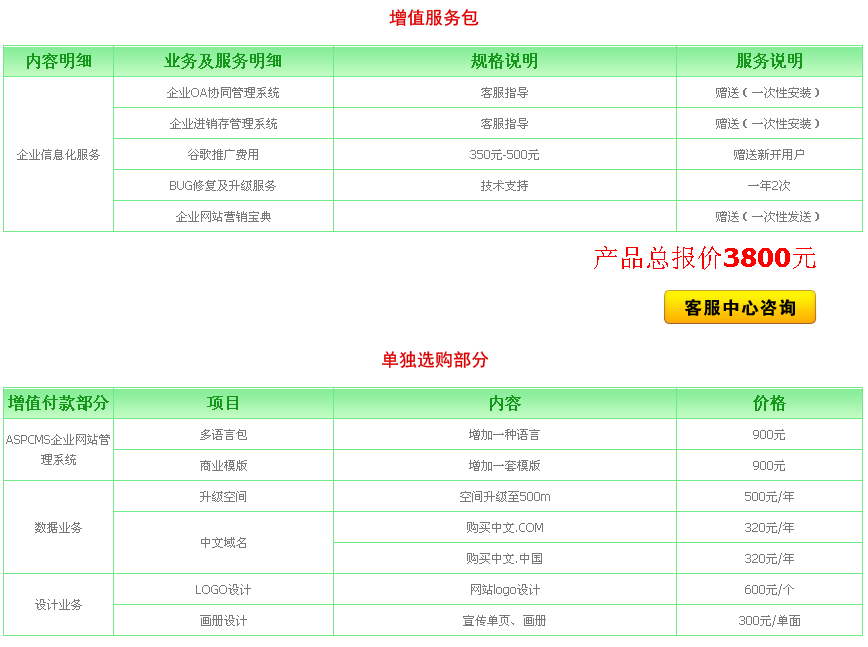 增值服务包
内容明细 业务及服务明细 规格说明 服务说明
企业信息化服务
企业OA协同管理系统 客服指导 赠送（一次性安装）
企业进销存管理系统 客服指导 赠送（一次性安装）
谷歌推广费用 350元-500元 赠送新开用户
BUG修复及升级服务 技术支持 一年2次
企业网站营销宝典 赠送（一次性发送）
产品总报价3800元
客服中心咨询
单独选购部分
增值付款部分 项目 内容 价格
ASPCMS企业网站管
理系统
多语言包 增加一种语言 900元
商业模版 增加一套模版 900元
数据业务
升级空间 空间升级至500m 500元/年
中文域名
购买中文.COM 320元/年
购买中文.中国 320元/年
设计业务
LOGO设计 网站logo设计 600元/个
画册设计 宣传单页、画册 300元/单面